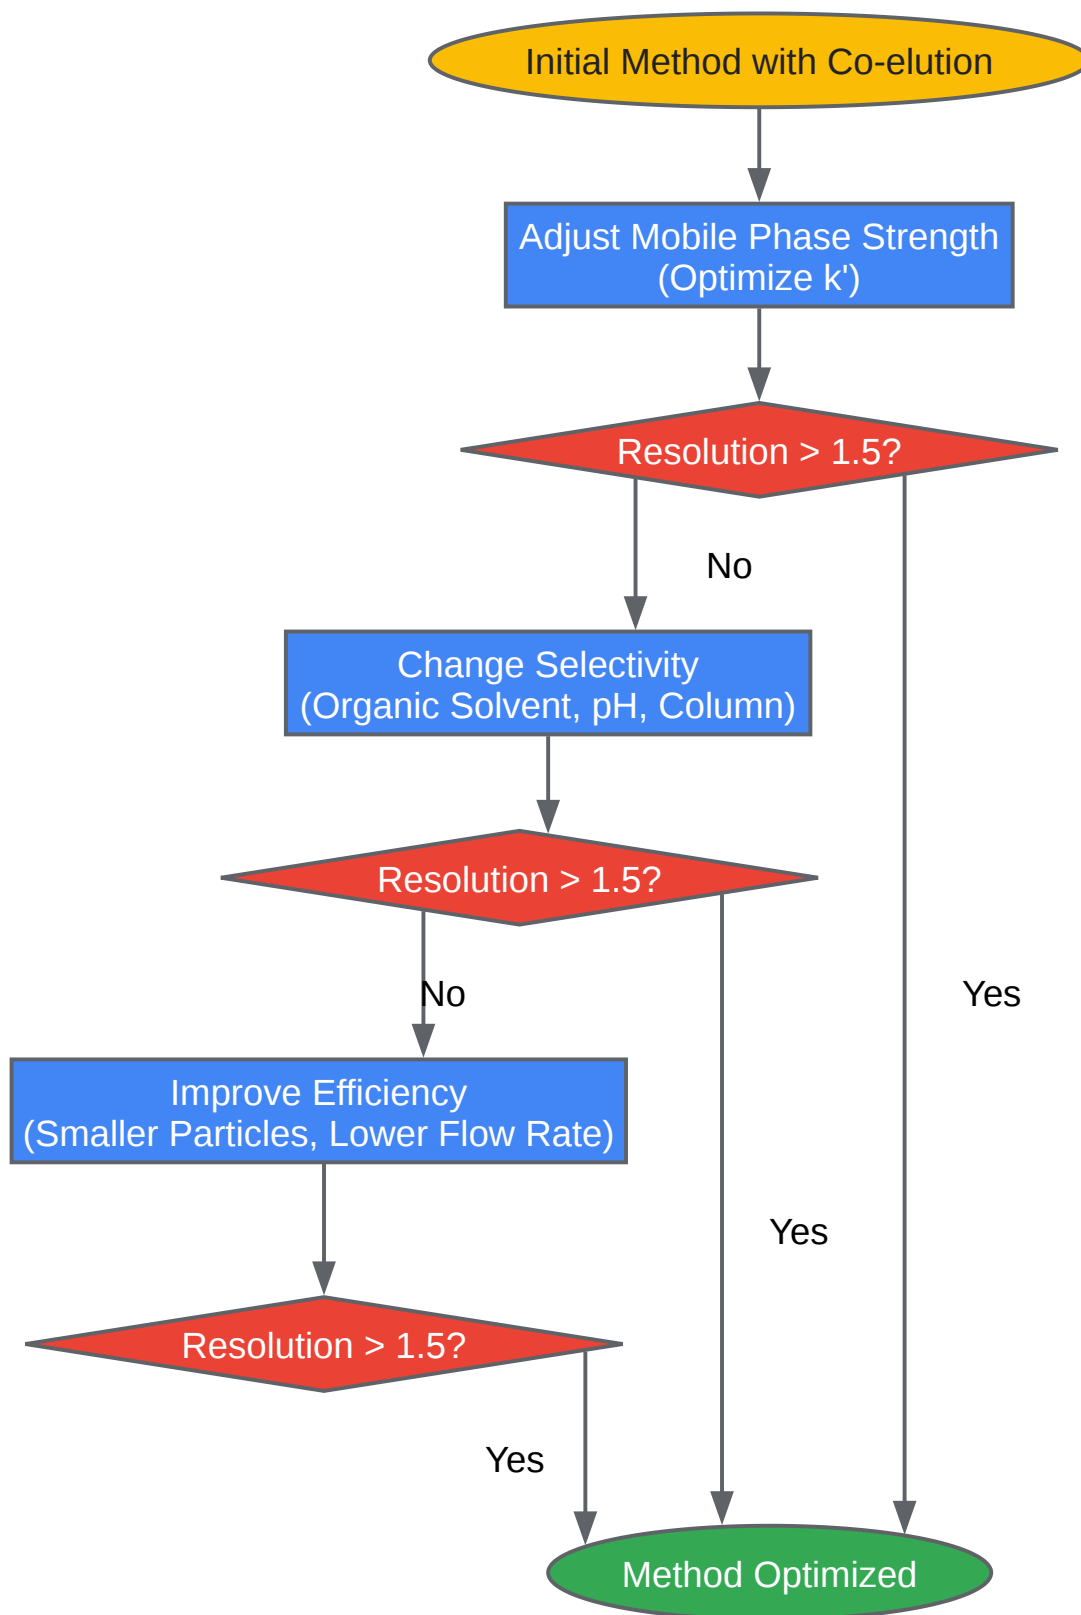 Initial Method with Co-elution
Adjust Mobile Phase Strength
(Optimize k')
Resolution > 1.5?
No
Change Selectivity
(Organic Solvent, pH, Column)
Resolution > 1.5?
No
Yes
Improve Efficiency
(Smaller Particles, Lower Flow Rate)
Yes
Resolution > 1.5?
Yes
Method Optimized